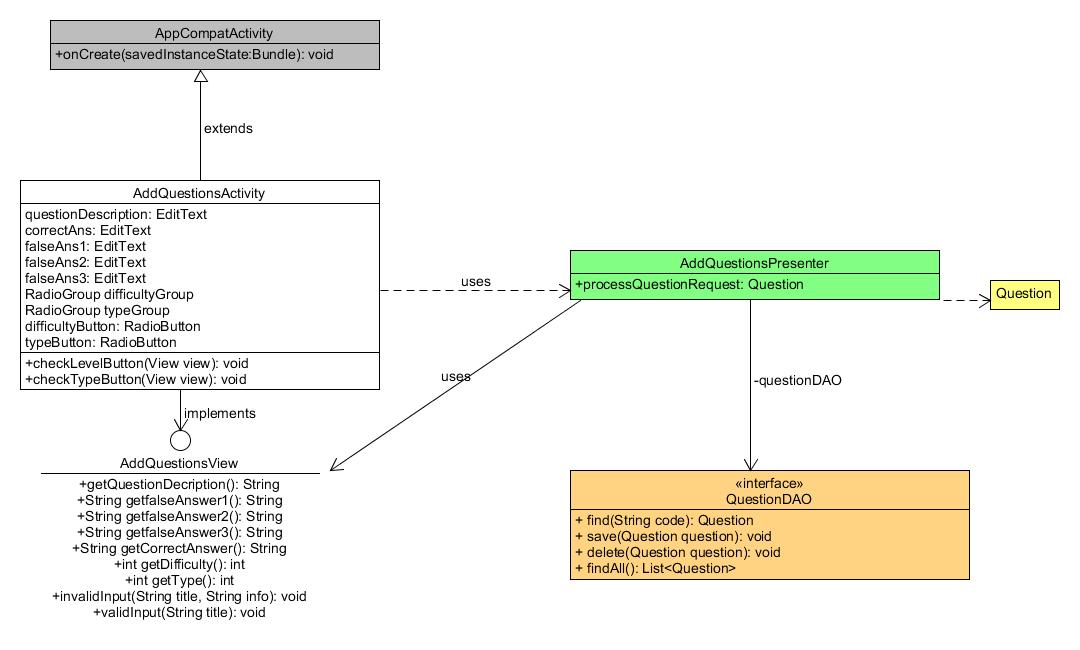 AppCompatActivity
+onCreate(savedInstanceState:Bundle): void
extends
AddQuestionsActivity
questionDescription: EditText
correctAns: EditText
falseAns1: EditText
falseAns2: EditText
falseAns3: EditText
RadioGroup difficultyGroup
RadioGroup typeGroup
difficultyButton: RadioButton
typeButton: RadioButton
+checkLevelButton(View view): void
+checkTypeButton(View view): void
uses
AddQuestionsPresenter
+processQuestionRequest: Question
Question
uses
-questionDAO
implements
AddQuestionsView
+getQuestionDecription(): String
+String getfalseAnswer1(): String
+String getfalseAnswer2(): String
+String getfalseAnswer3(): String
+String getCorrectAnswer(): String
+int getDifficulty(): int
+int getType(): int
+invalidInput(String title, String info): void
+validInput(String title): void
«interface»
QuestionDAO
+ find(String code): Question
+ save(Question question): void
+ delete(Question question): void
+ findAll(): List<Question>